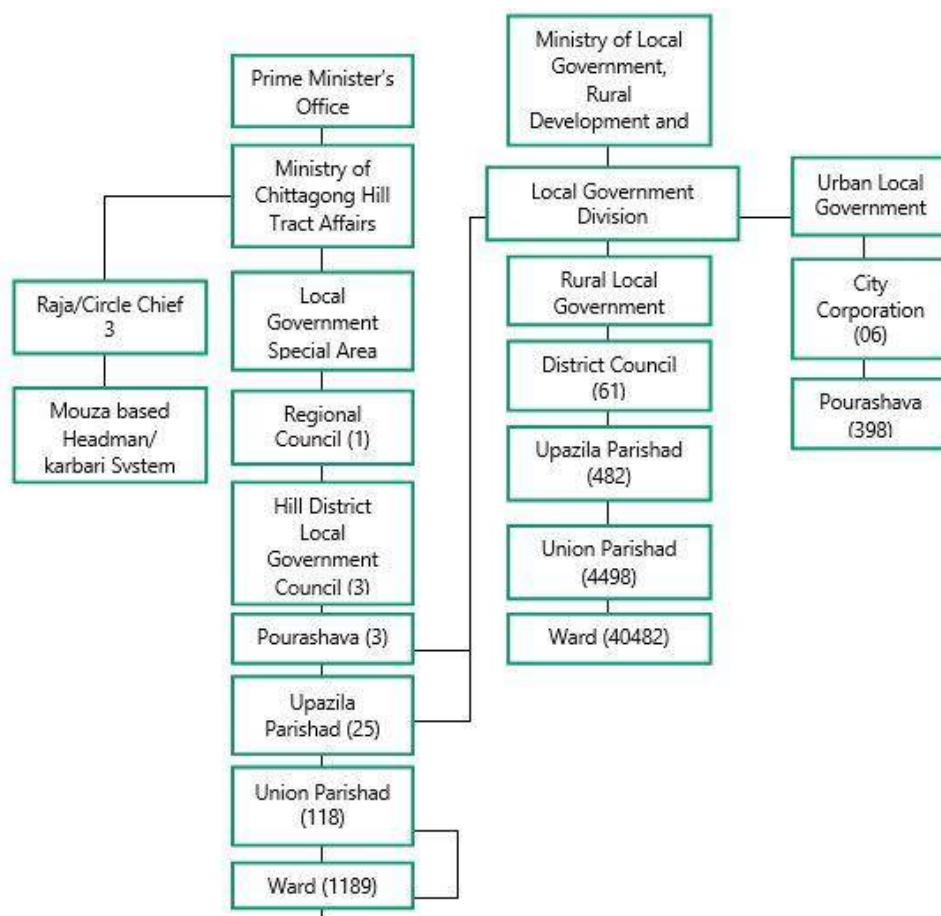 Prime Minister's
Office
Ministry of
Chittagong Hill
Tract Affairs
Raja/Circle Chief
3
Mouza based
Headman/
karbari System
Local
Government
Special Area
Regional
Council (1)
Hill District
Local
Government
Council (3)
Pourashava (3)
Upazila
Parishad (25)
Union Parishad
(118)
Ward (1189)
Ministry of Local
Government,
Rural
Development and
Local Government
Division
Rural Local
Government
District Council
(61)
Upazila Parishad
(482)
Union Parishad
(4498)
Ward (40482)
Urban Local
Government
City
Corporation
(06)
Pourashava
(398)